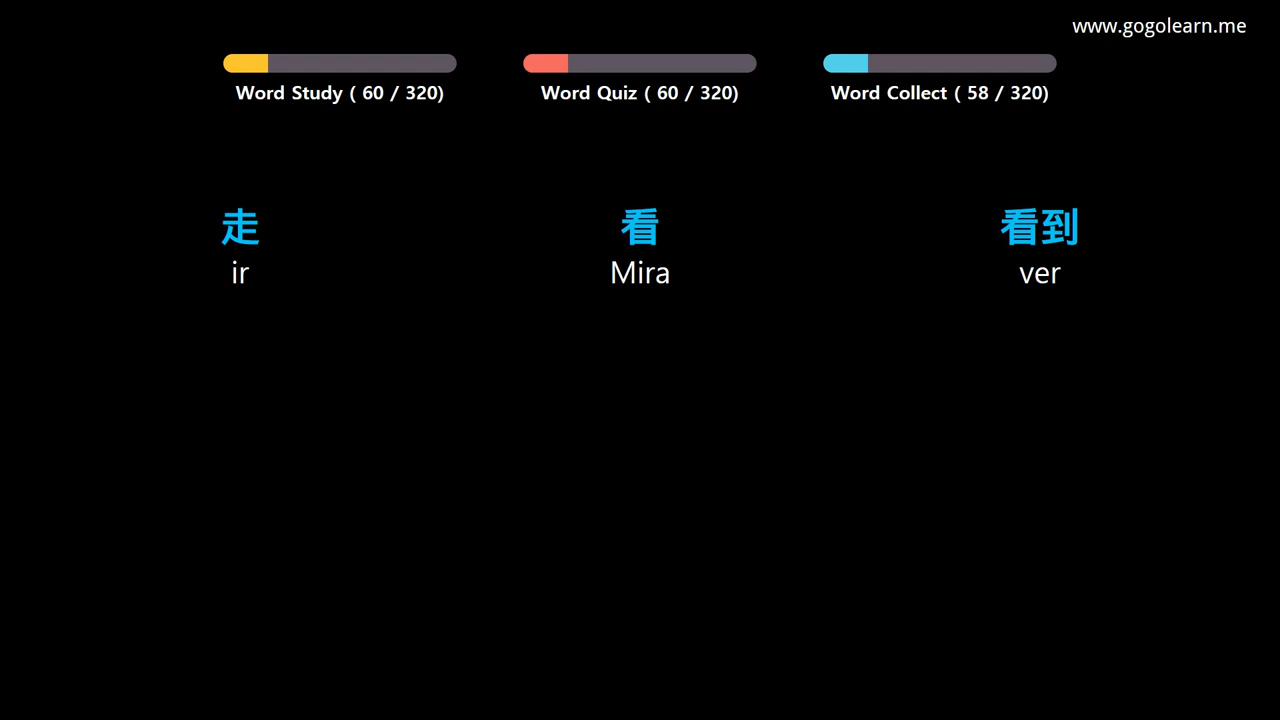 www.gogolearn.me
Word Study ( 60 / 320)
Word Quiz ( 60 / 320)
Word Collect ( 58 / 320)
走
ir
看
Mira
看到
ver